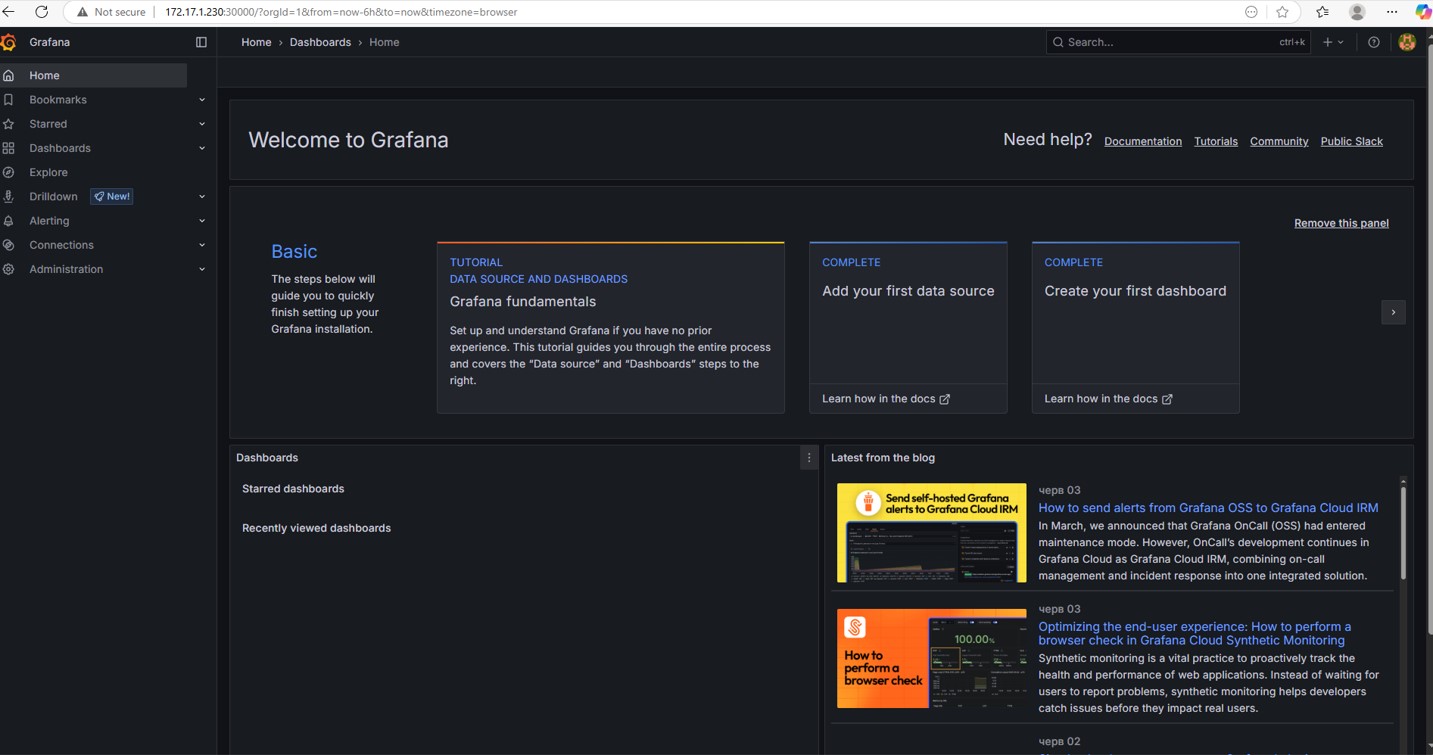 Not secure
172.17.1.230:30000/?orgId=1&from=now-6h&to=now&timezone=browser
Grafana
Home › Dashboards › Home
Search...
ctrl+k
Home
Bookmarks
Starred
Dashboards
Explore
Drilldown
New!
Alerting
Connections
Administration
Welcome to Grafana
Need help?
Documentation
Tutorials
Community
Public Slack
Remove this panel
Basic
The steps below will
guide you to quickly
finish setting up your
Grafana installation.
TUTORIAL
DATA SOURCE AND DASHBOARDS
Grafana fundamentals
Set up and understand Grafana if you have no prior
experience. This tutorial guides you through the entire process
and covers the “Data source” and “Dashboards” steps to the
right.
COMPLETE
Add your first data source
Learn how in the docs
COMPLETE
Create your first dashboard
Learn how in the docs
Dashboards
Starred dashboards
Recently viewed dashboards
Latest from the blog
Send self-hosted Grafana
alerts to Grafana Cloud IRM
черв 03
How to send alerts from Grafana OSS to Grafana Cloud IRM
In March, we announced that Grafana OnCall (OSS) had entered
maintenance mode. However, OnCall’s development continues in
Grafana Cloud as Grafana Cloud IRM, combining on-call
management and incident response into one integrated solution.
How to
perform a
browser check
100.00%
черв 03
Optimizing the end-user experience: How to perform a
browser check in Grafana Cloud Synthetic Monitoring
Synthetic monitoring is a vital practice to proactively track the
health and performance of web applications. Instead of waiting for
users to report problems, synthetic monitoring helps developers
catch issues before they impact real users.
черв 02